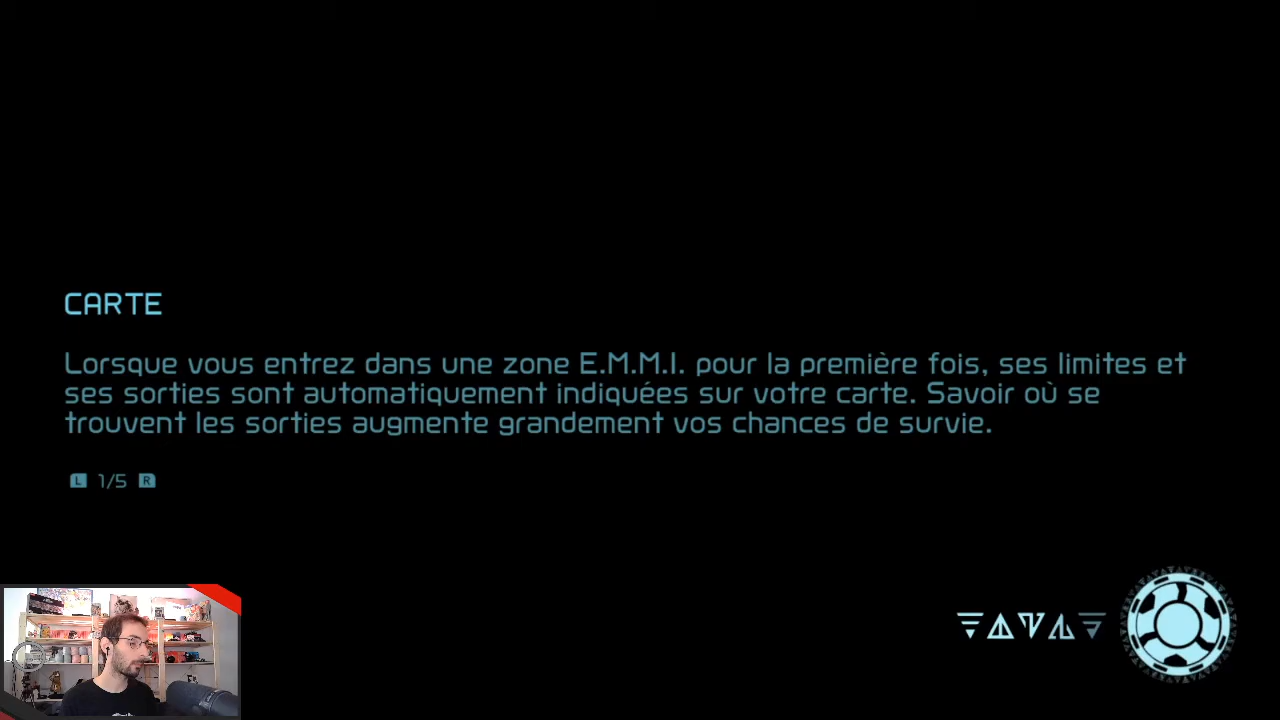 CARTE
Lorsque vous entrez dans une zone E.M.M.I. pour la première fois, ses limites et
ses sorties sont automatiquement indiquées sur votre carte. Savoir où se
trouvent les sorties augmente grandement vos chances de survie.
L 1/5 R